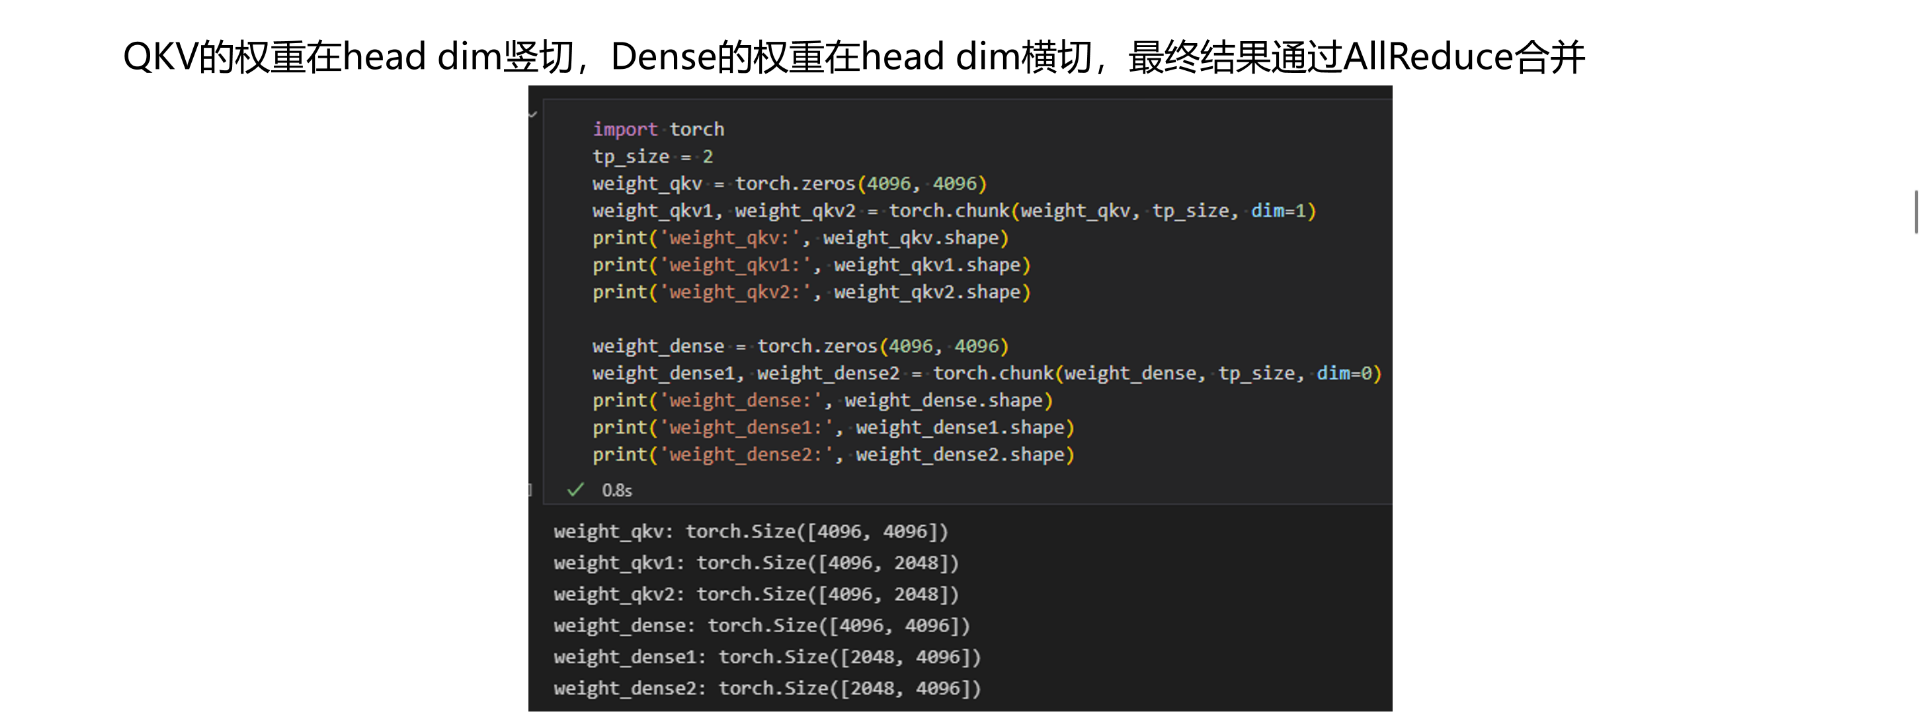 QKV的权重在head dim竖切，Dense的权重在head dim横切，最终结果通过AllReduce合并
import torch
tp_size = 2
weight_qkv = torch.zeros(4096, 4096)
weight_qkv1, weight_qkv2 = torch.chunk(weight_qkv, tp_size, dim=1)
print('weight_qkv:', weight_qkv.shape)
print('weight_qkv1:', weight_qkv1.shape)
print('weight_qkv2:', weight_qkv2.shape)
weight_dense = torch.zeros(4096, 4096)
weight_dense1, weight_dense2 = torch.chunk(weight_dense, tp_size, dim=0)
print('weight_dense:', weight_dense.shape)
print('weight_dense1:', weight_dense1.shape)
print('weight_dense2:', weight_dense2.shape)
0.8s
weight_qkv: torch.Size([4096, 4096])
weight_qkv1: torch.Size([4096, 2048])
weight_qkv2: torch.Size([4096, 2048])
weight_dense: torch.Size([4096, 4096])
weight_dense1: torch.Size([2048, 4096])
weight_dense2: torch.Size([2048, 4096])